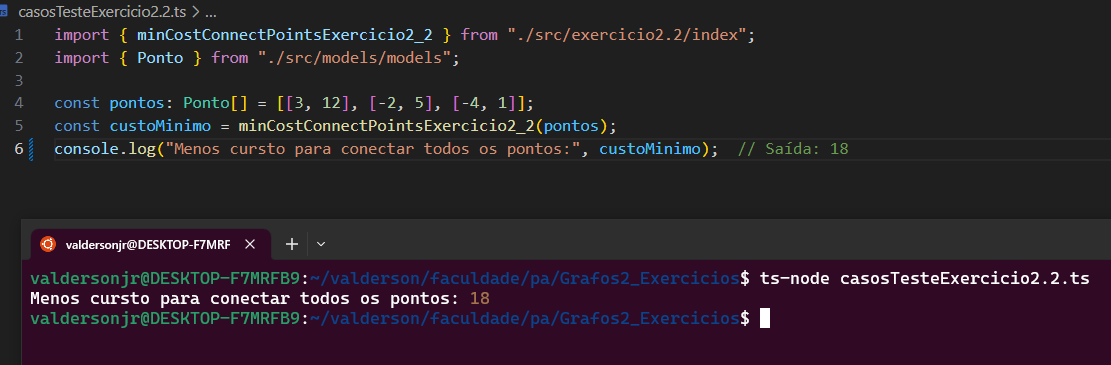 casosTesteExercicio2.2.ts > ...
1 import { minCostConnectPointsExercicio2_2 } from "./src/exercicio2.2/index";
2 import { Ponto } from "./src/models/models";
3
4 const pontos: Ponto[] = [[3, 12], [-2, 5], [-4, 1]];
5 const custoMinimo = minCostConnectPointsExercicio2_2(pontos);
6 console.log("Menos cursto para conectar todos os pontos:", custoMinimo);  // Saída: 18
valdersonjr@DESKTOP-F7MRF
valdersonjr@DESKTOP-F7MRFB9:~/valderson/faculdade/pa/Grafos2_Exercicios$ ts-node casosTesteExercicio2.2.ts
Menos cursto para conectar todos os pontos: 18
valdersonjr@DESKTOP-F7MRFB9:~/valderson/faculdade/pa/Grafos2_Exercicios$